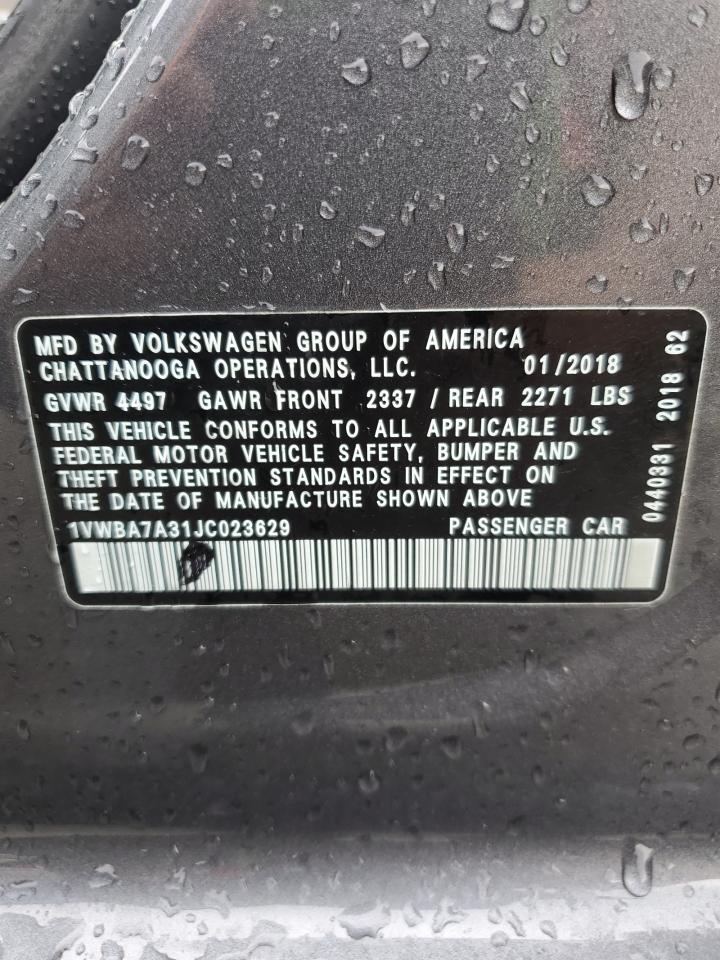 MFD BY VOLKSWAGEN GROUP OF AMERICA
CHATTANOOGA OPERATIONS, LLC. 01/2018
GVWR 4497 GAWR FRONT 2337 / REAR 2271 LBS
THIS VEHICLE CONFORMS TO ALL APPLICABLE U.S.
FEDERAL MOTOR VEHICLE SAFETY, BUMPER AND
THEFT PREVENTION STANDARDS IN EFFECT ON
THE DATE OF MANUFACTURE SHOWN ABOVE
1VWBA7A31JC023629 PASSENGER CAR
0440331 2018 62